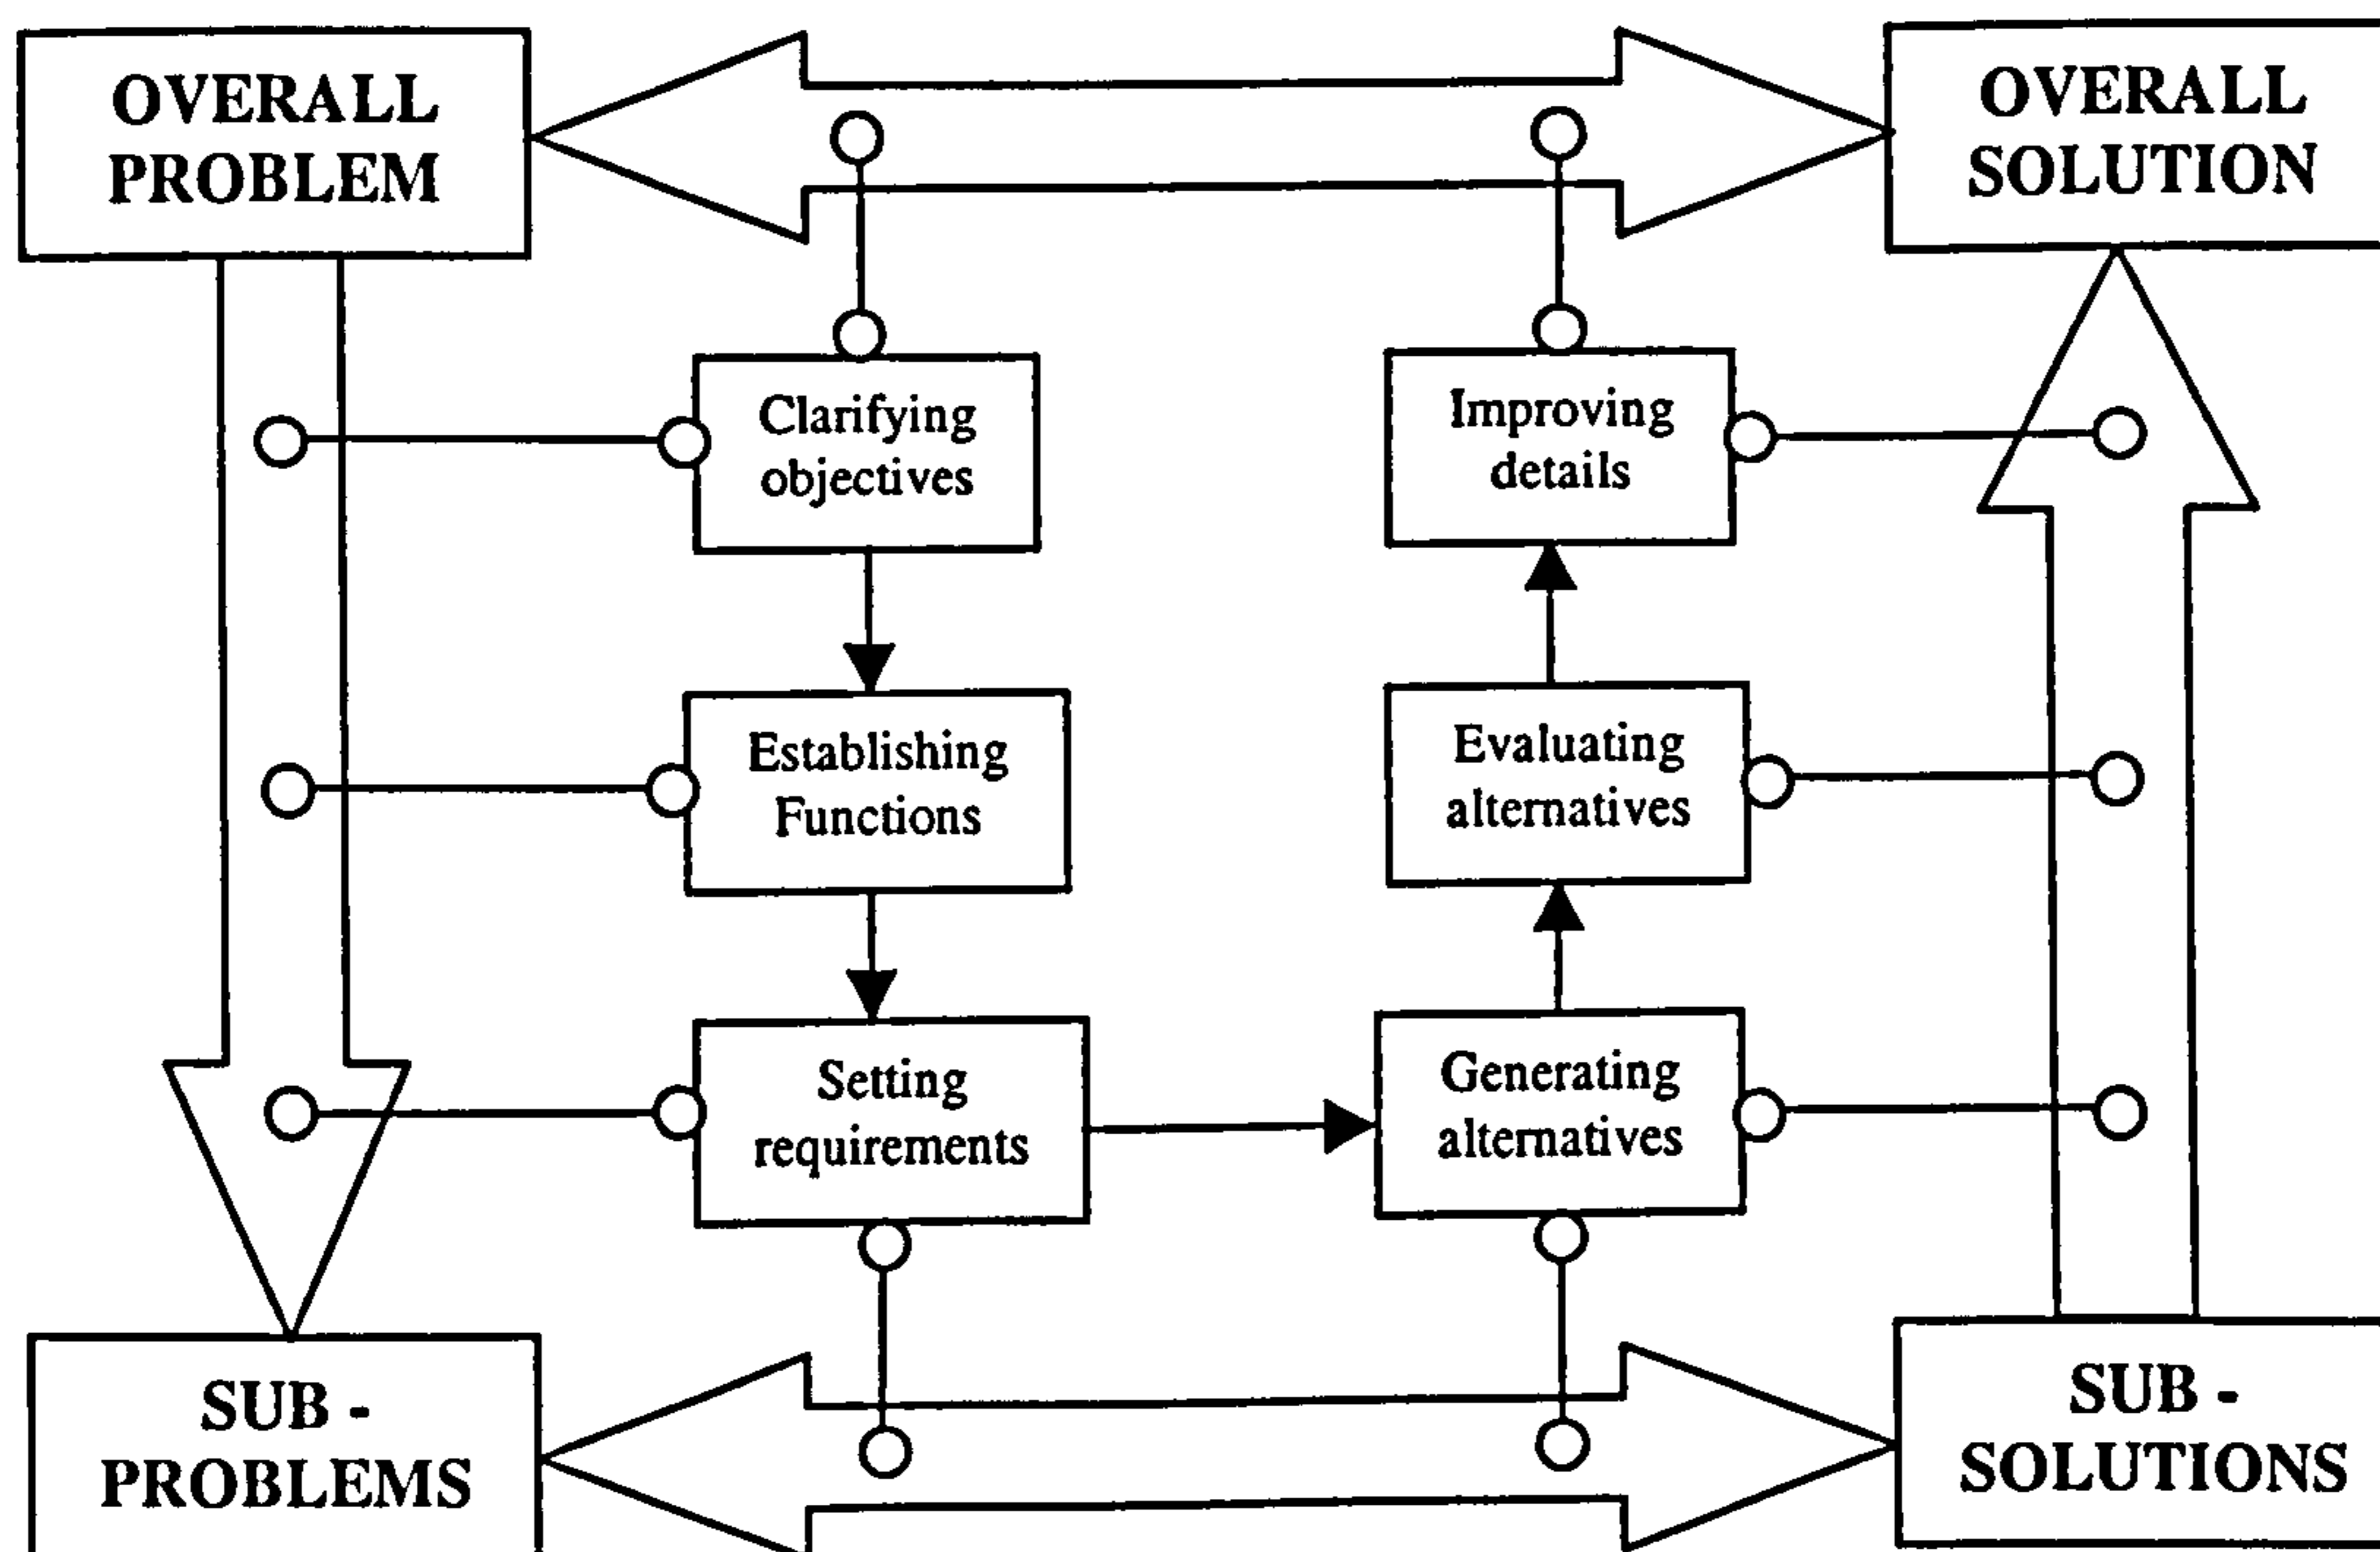 OVERALL
PROBLEM
OVERALL
SOLUTION
Clarifying
objectives
Improving
details
Establishing
Functions
Evaluating
alternatives
Setting
requirements
Generating
alternatives
SUB -
PROBLEMS
SUB -
SOLUTIONS